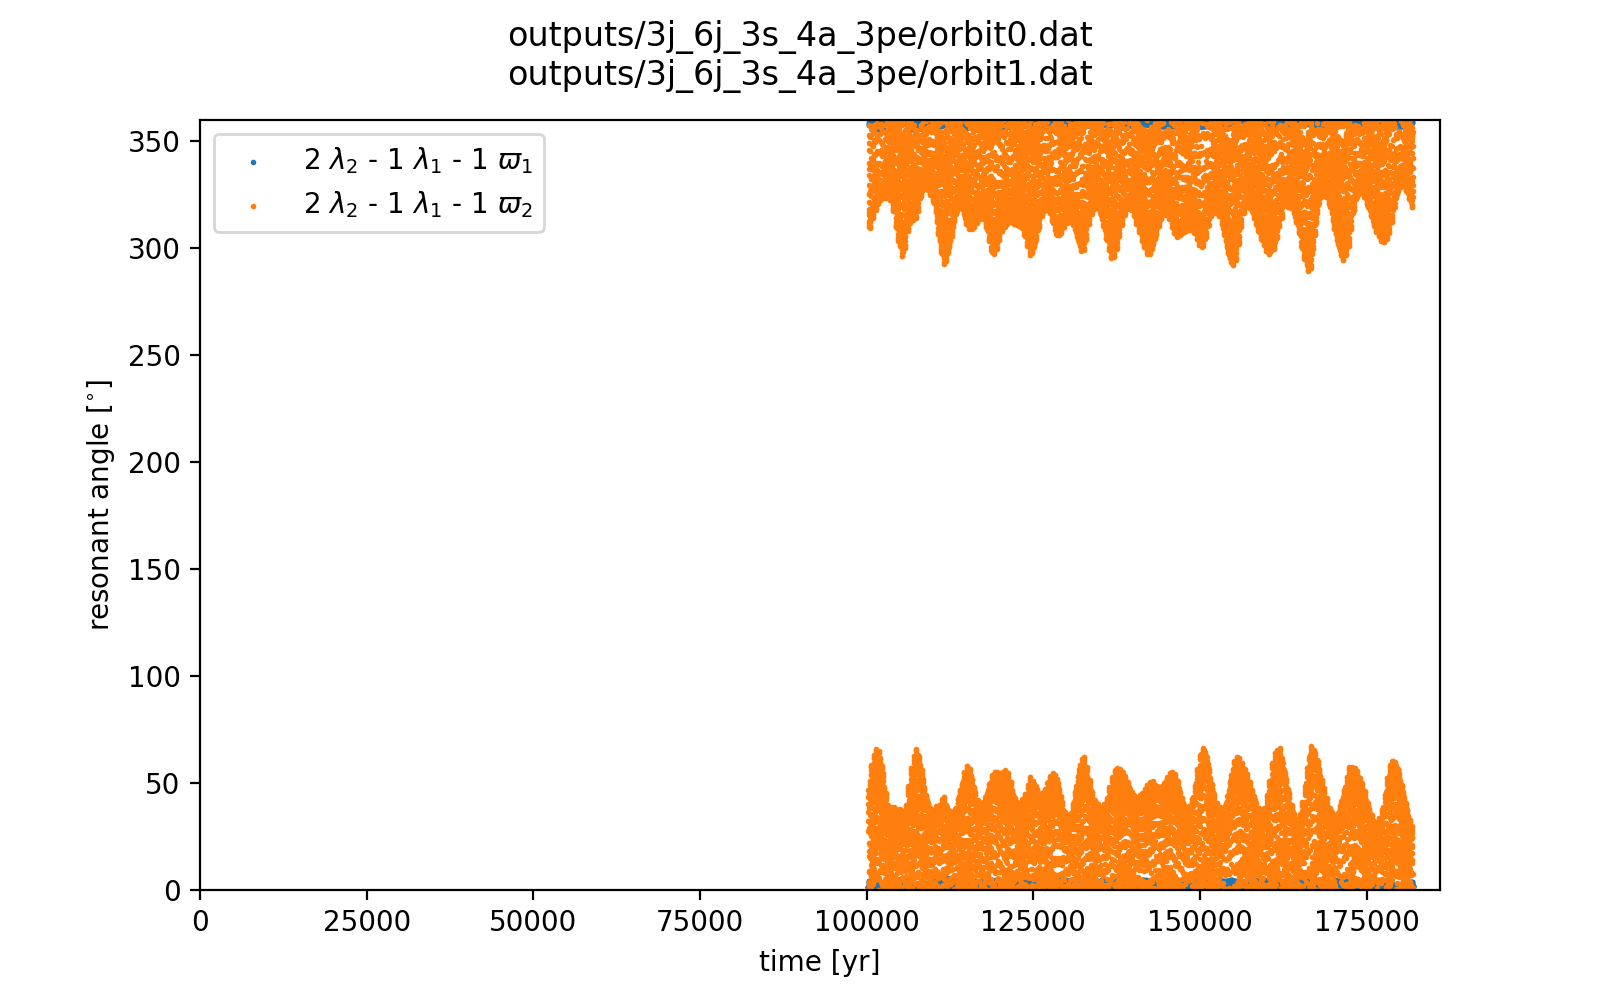 outputs/3j_6j_3s_4a_3pe/orbit0.dat
outputs/3j_6j_3s_4a_3pe/orbit1.dat
2 λ₂ - 1 λ₁ - 1 ϖ₁
2 λ₂ - 1 λ₁ - 1 ϖ₂
resonant angle [°]
350
300
250
200
150
100
50
0
0 25000 50000 75000 100000 125000 150000 175000
time [yr]